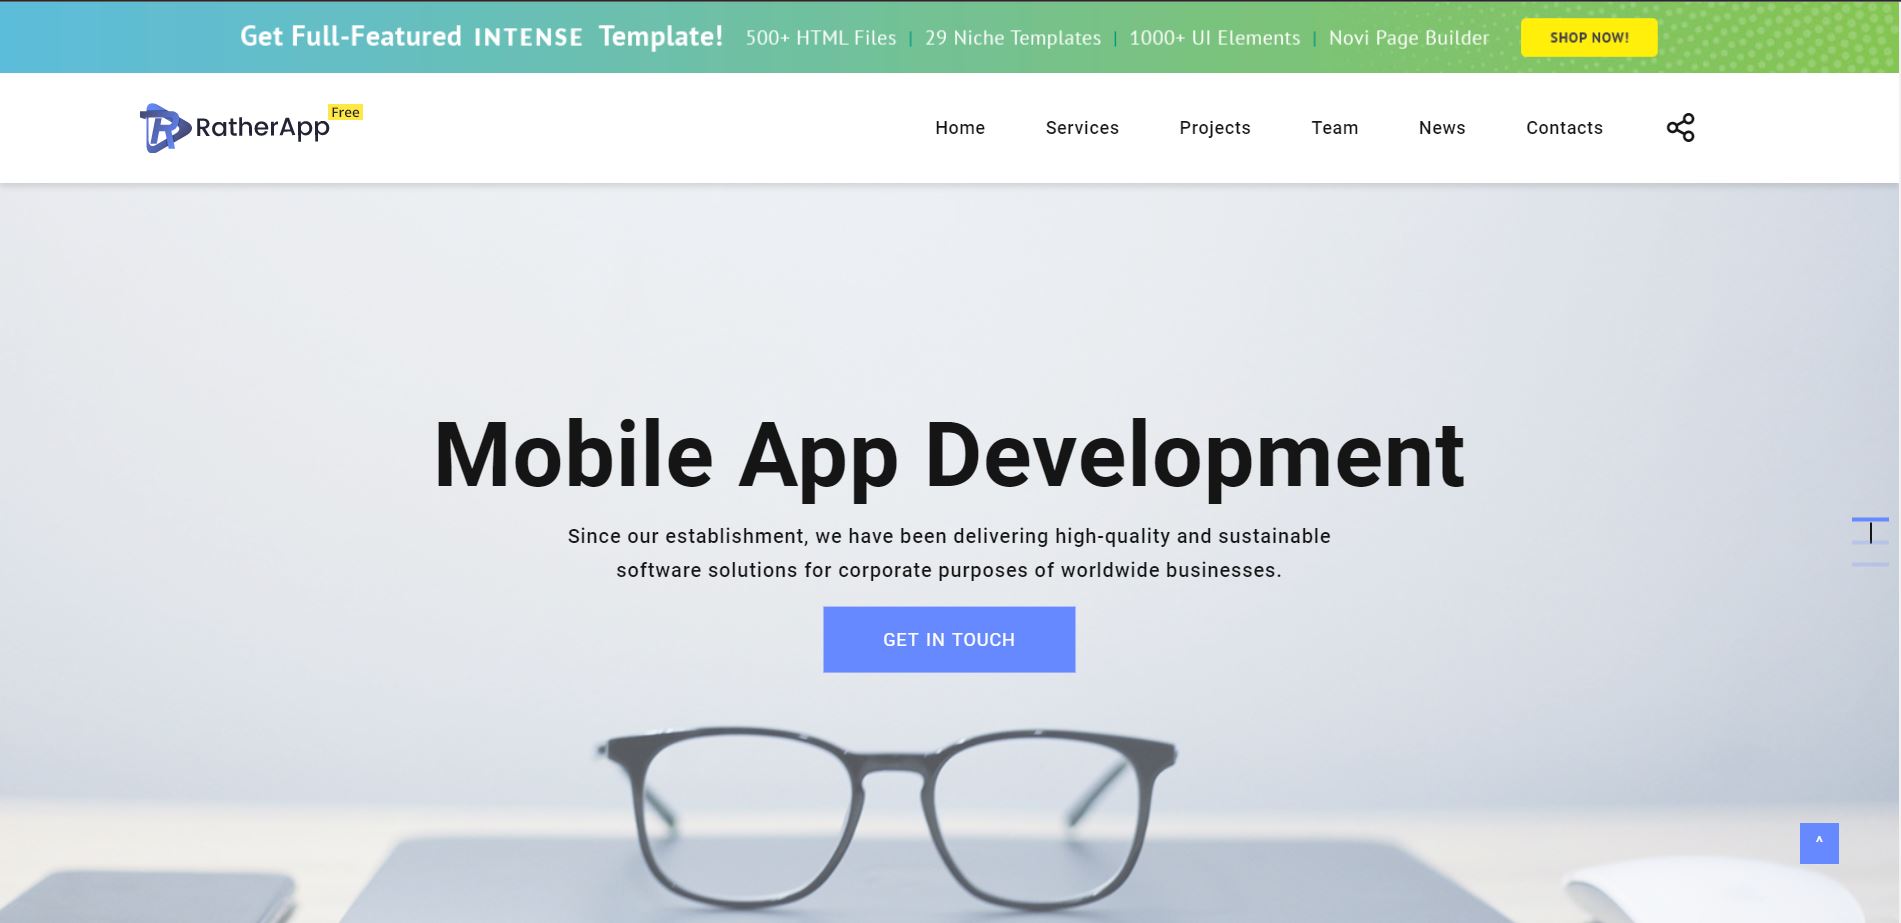 Get Full-Featured INTENSE Template! 500+ HTML Files | 29 Niche Templates | 1000+ UI Elements | Novi Page Builder SHOP NOW!
RatherApp Free Home Services Projects Team News Contacts
Mobile App Development
Since our establishment, we have been delivering high-quality and sustainable
software solutions for corporate purposes of worldwide businesses.
GET IN TOUCH